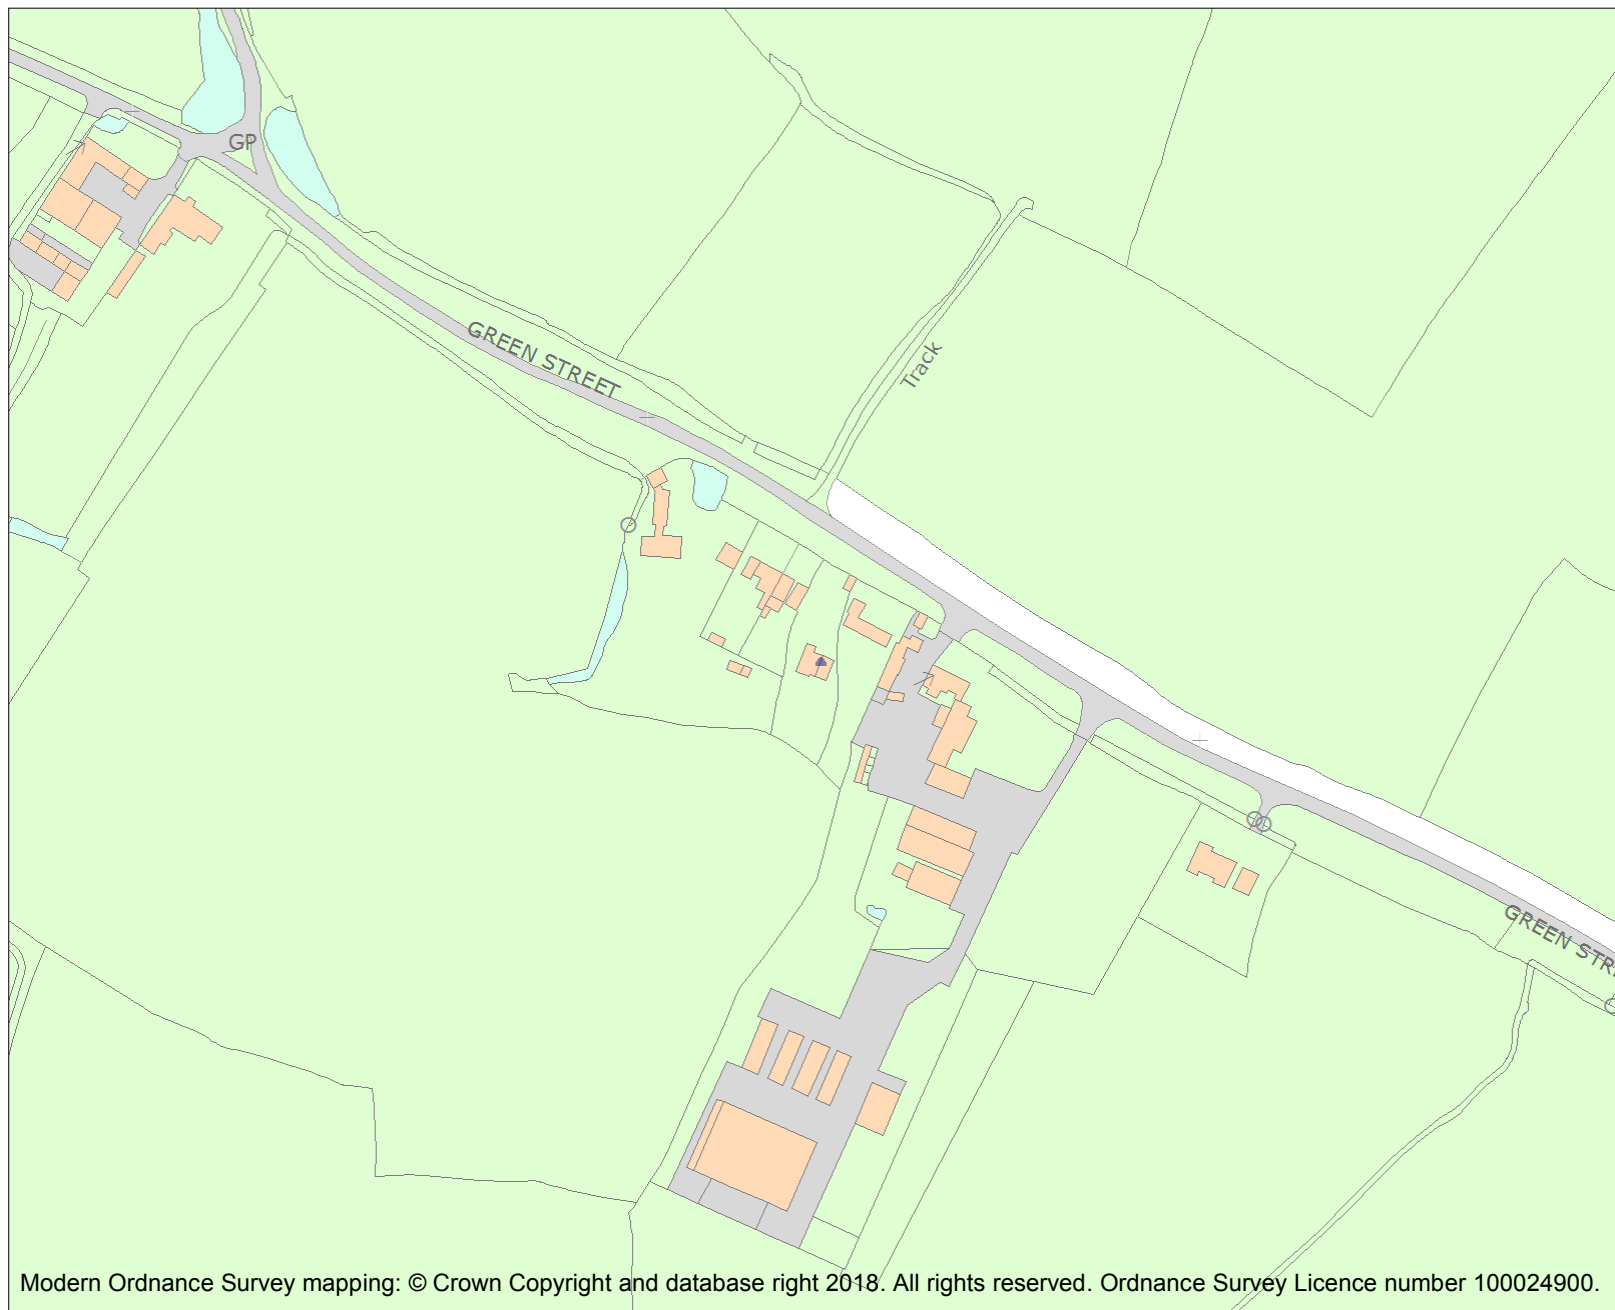 GP
GREEN STREET
Track
GREEN STR
Modern Ordnance Survey mapping: © Crown Copyright and database right 2018. All rights reserved. Ordnance Survey Licence number 100024900.